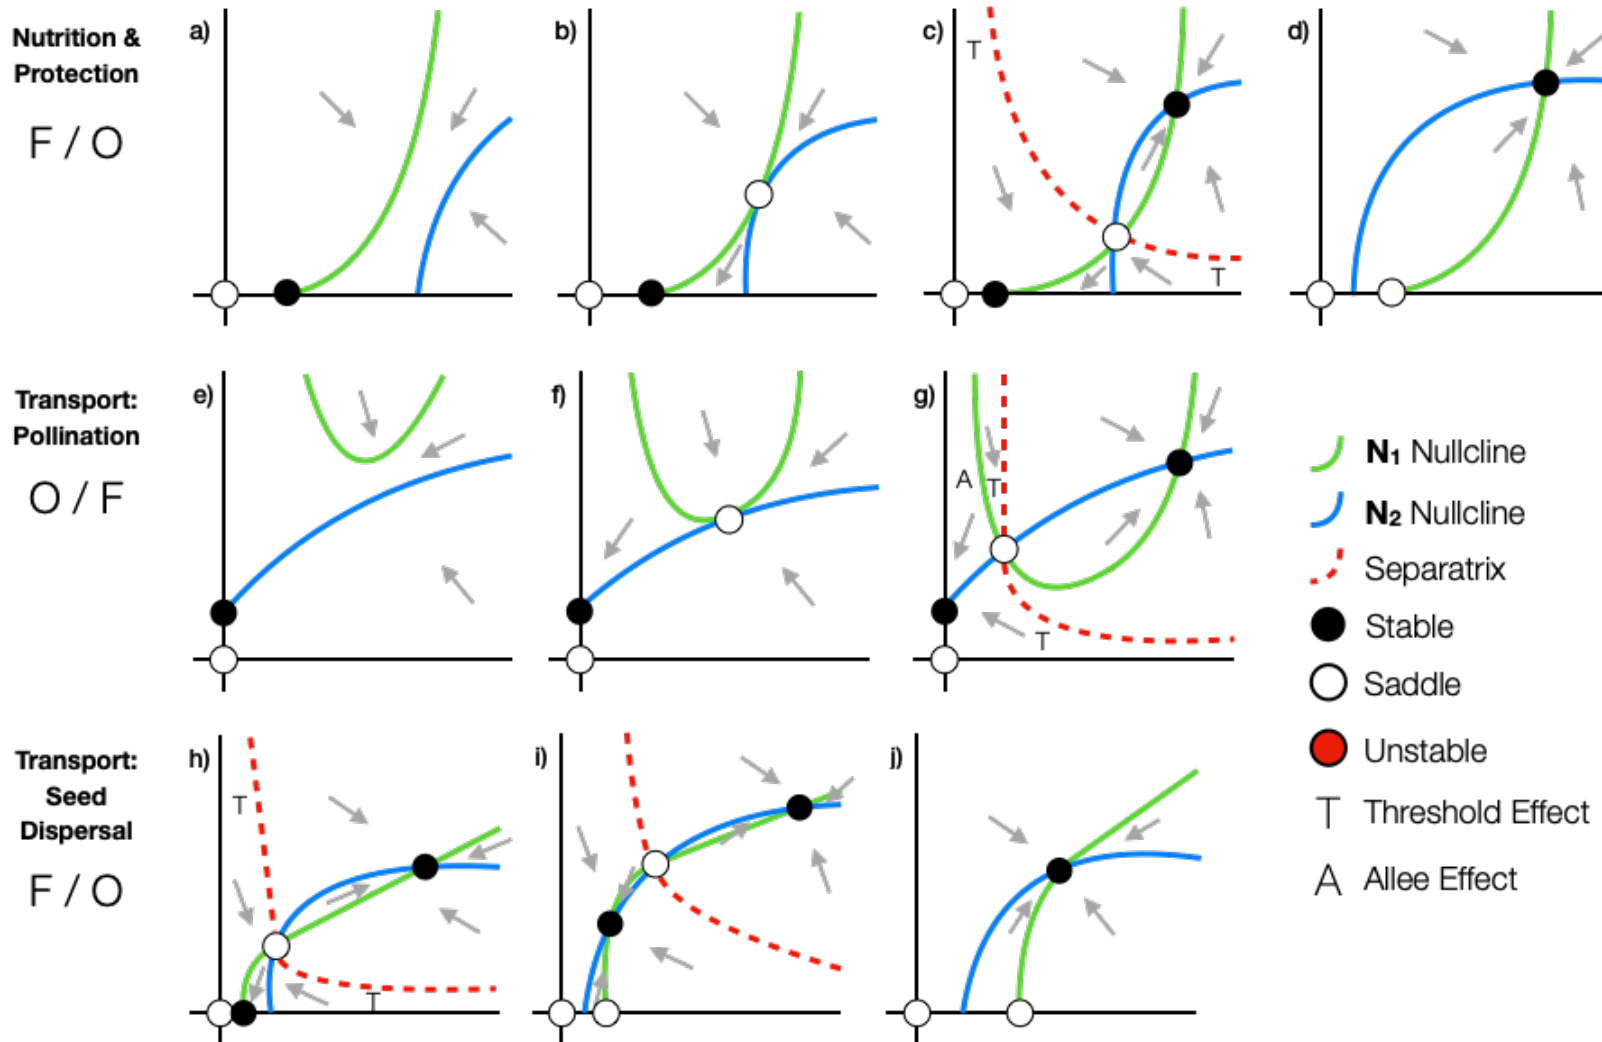 Nutrition &
Protection
F / O
a)
b)
c)
T
T
d)
Transport:
Pollination
O / F
e)
f)
g)
A
T
T
Transport:
Seed
Dispersal
F / O
h)
T
T
i)
j)
N1 Nullcline
N2 Nullcline
Separatrix
Stable
Saddle
Unstable
T Threshold Effect
A Allee Effect